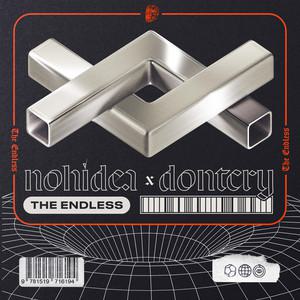 The Endless
The Endless
nohidea x dontcry
THE ENDLESS
9 781519 716194